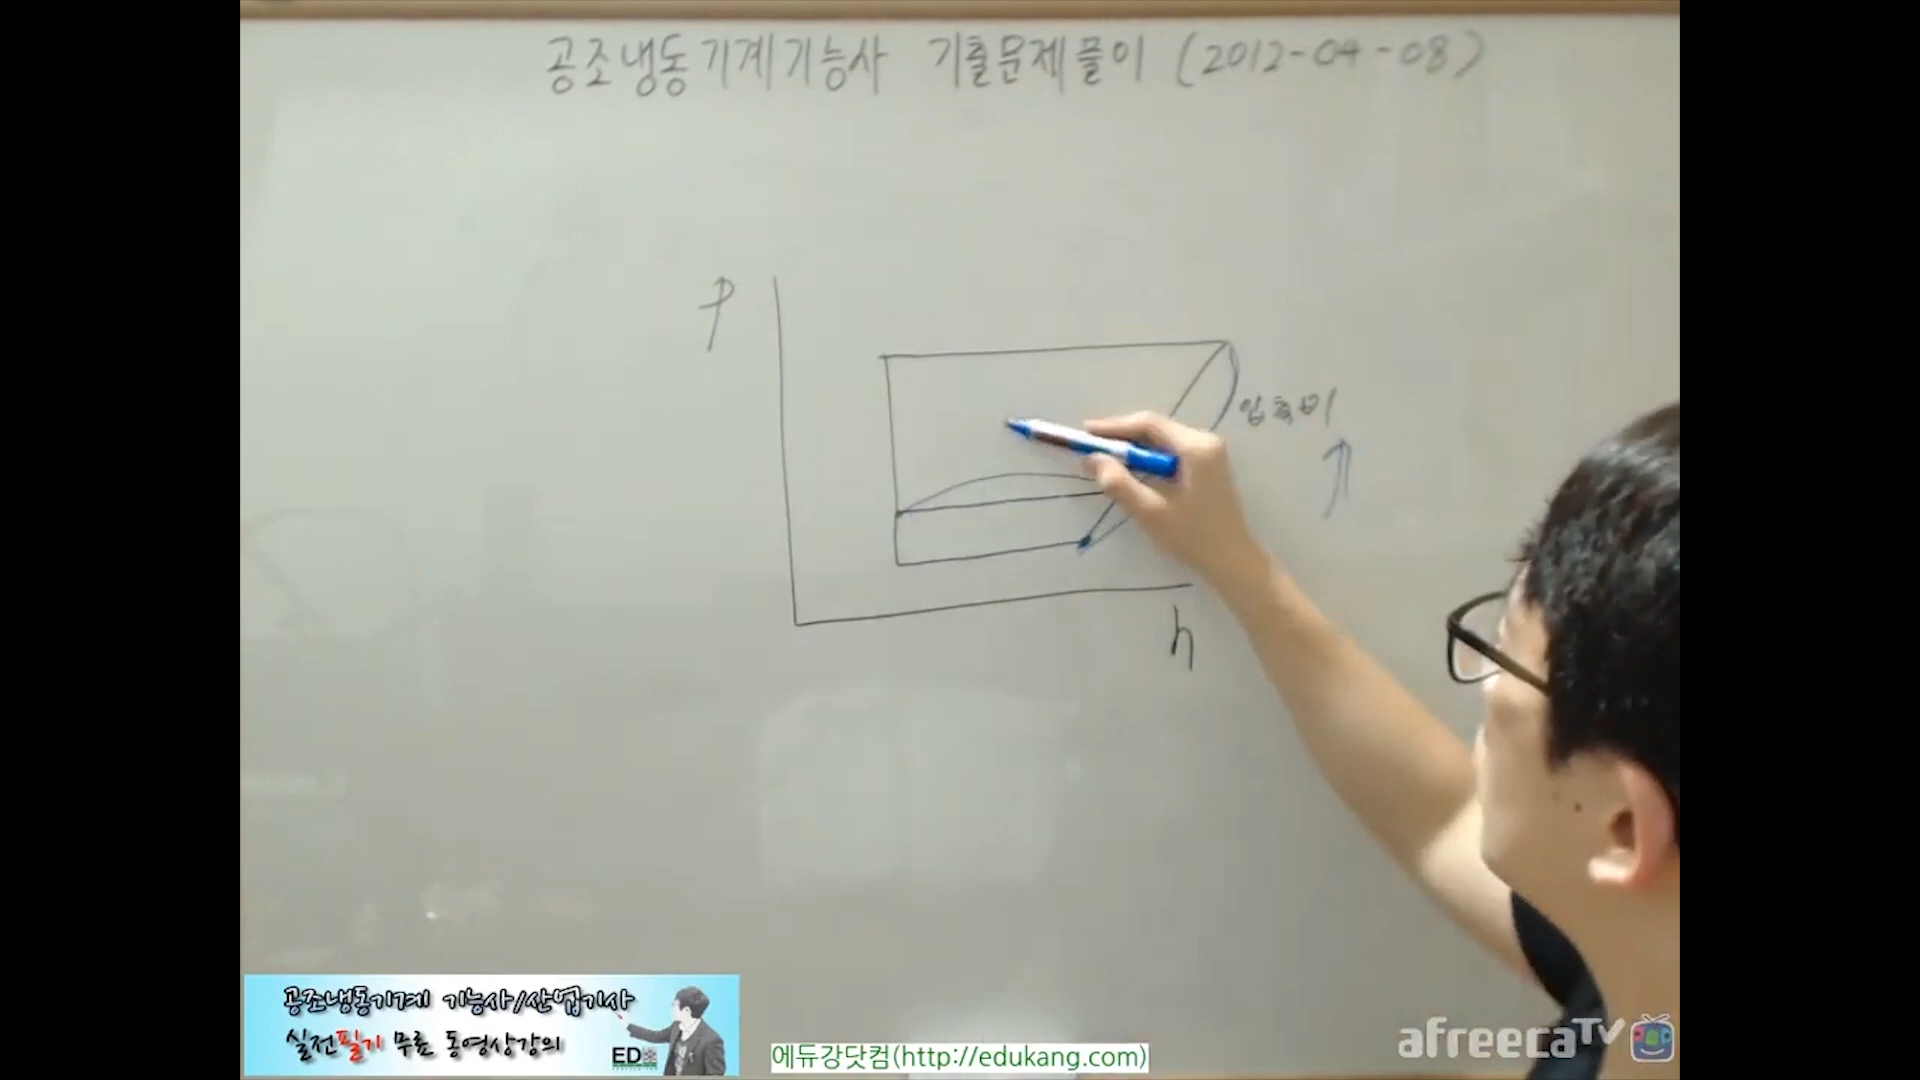 공조냉동기계기능사 기출문제풀이 (2012-04-08)
P
압축비
h
공조냉동기계 기능사/산업기사
실전필기 무료 동영상강의
에듀강닷컴(http://edukang.com)
afreecaTV